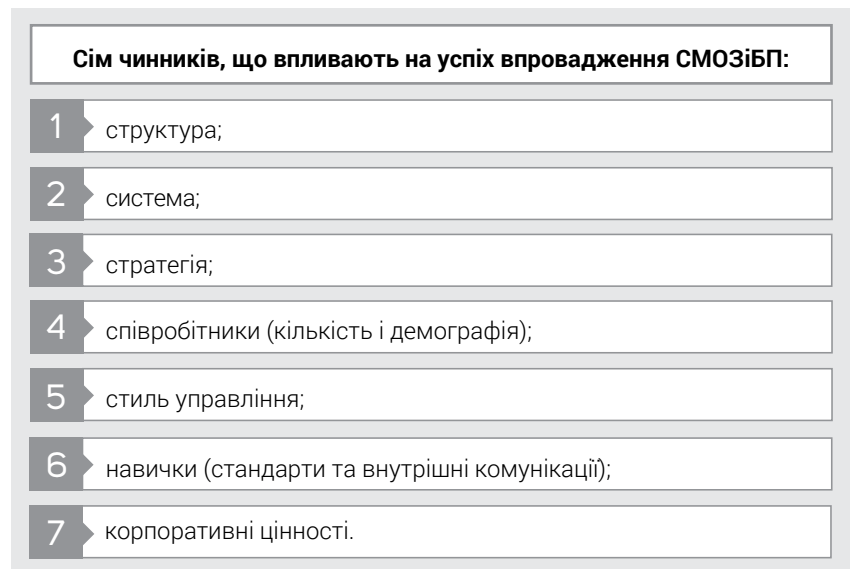 Сім чинників, що впливають на успіх впровадження СМОЗіБП:
1 структура;
2 система;
3 стратегія;
4 співробітники (кількість і демографія);
5 стиль управління;
6 навички (стандарти та внутрішні комунікації);
7 корпоративні цінності.